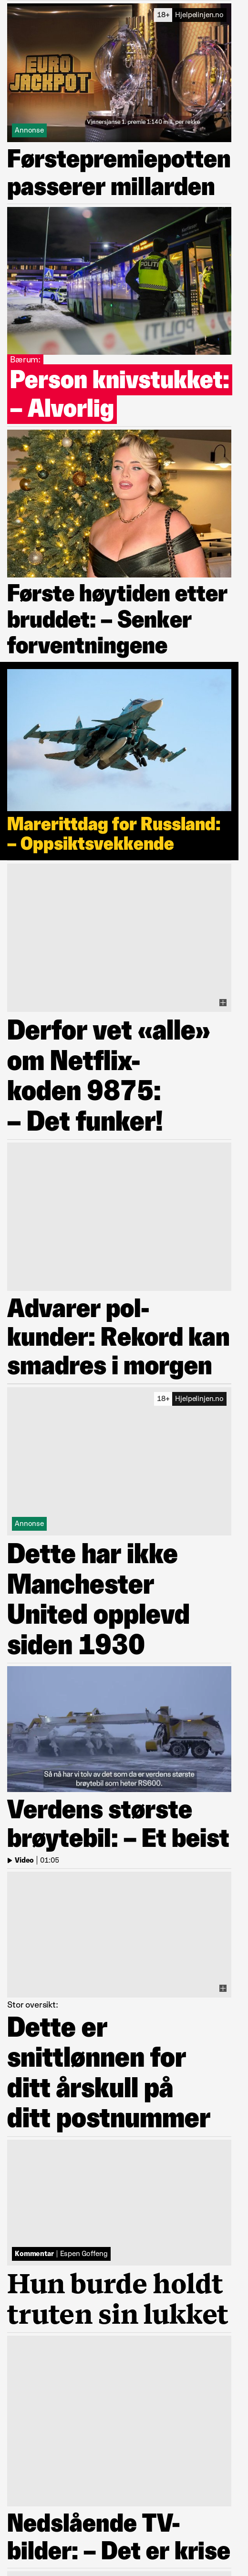 18+ Hjelpelinjen.no
EURO
JACKPOT
Vinnersjanse 1. premie 1:140 mill. per rekke
Annonse
Førstepremiepotten
passerer millarden
POLITI
POLITI
Bærum:
Person knivstukket:
– Alvorlig
Første høytiden etter
bruddet: – Senker
forventningene
Marerittdag for Russland:
– Oppsiktsvekkende
Derfor vet «alle»
om Netflix-
koden 9875:
– Det funker!
Advarer pol-
kunder: Rekord kan
smadres i morgen
18+ Hjelpelinjen.no
Annonse
Dette har ikke
Manchester
United opplevd
siden 1930
Så nå har vi tolv av det som da er verdens største
brøytebil som heter RS600.
Verdens største
brøytebil: – Et beist
Video | 01:05
Stor oversikt:
Dette er
snittlønnen for
ditt årskull på
ditt postnummer
Kommentar | Espen Goffeng
Hun burde holdt
truten sin lukket
Nedslående TV-
bilder: – Det er krise